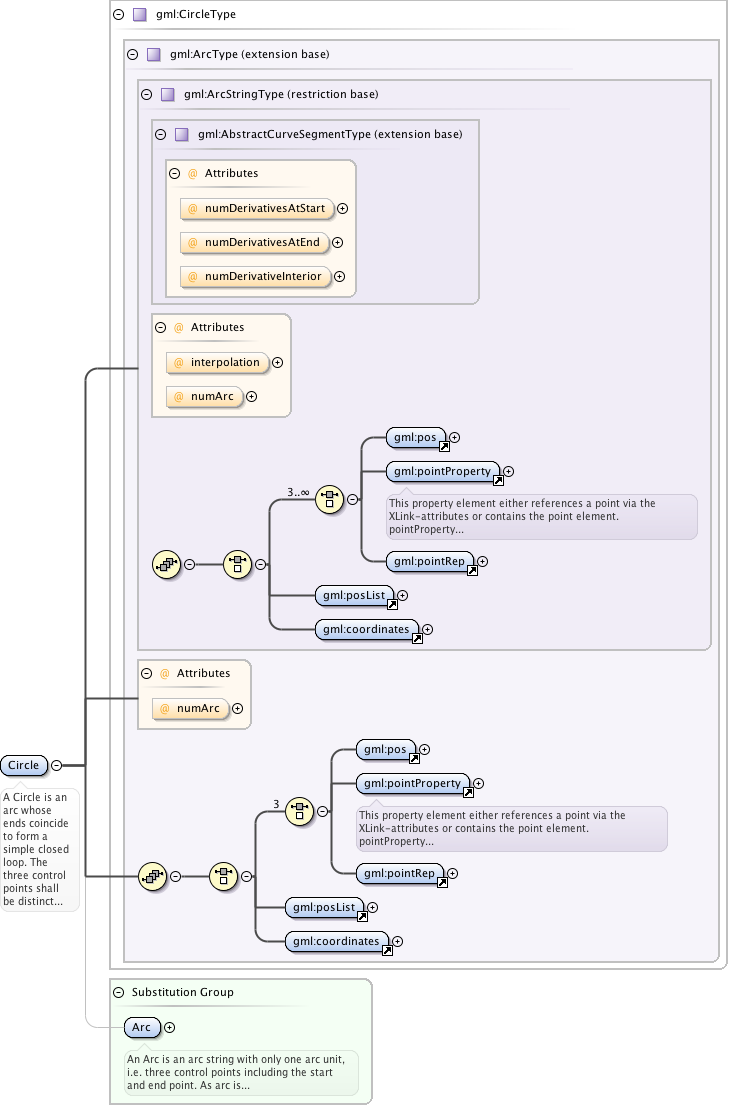 gml:CircleType
gml:ArcType (extension base)
gml:ArcStringType (restriction base)
gml:AbstractCurveSegmentType (extension base)
@ Attributes
@ numDerivativesAtStart
@ numDerivativesAtEnd
@ numDerivativeInterior
@ Attributes
@ interpolation
@ numArc
gml:pos
gml:pointProperty
3..∞
This property element either references a point via the
XLink-attributes or contains the point element.
pointProperty...
gml:pointRep
gml:posList
gml:coordinates
@ Attributes
@ numArc
Circle
A Circle is an
arc whose
ends coincide
to form a
simple closed
loop. The
three control
points shall
be distinct...
gml:pos
gml:pointProperty
3
This property element either references a point via the
XLink-attributes or contains the point element.
pointProperty...
gml:pointRep
gml:posList
gml:coordinates
Substitution Group
Arc
An Arc is an arc string with only one arc unit,
i.e. three control points including the start
and end point. As arc is...